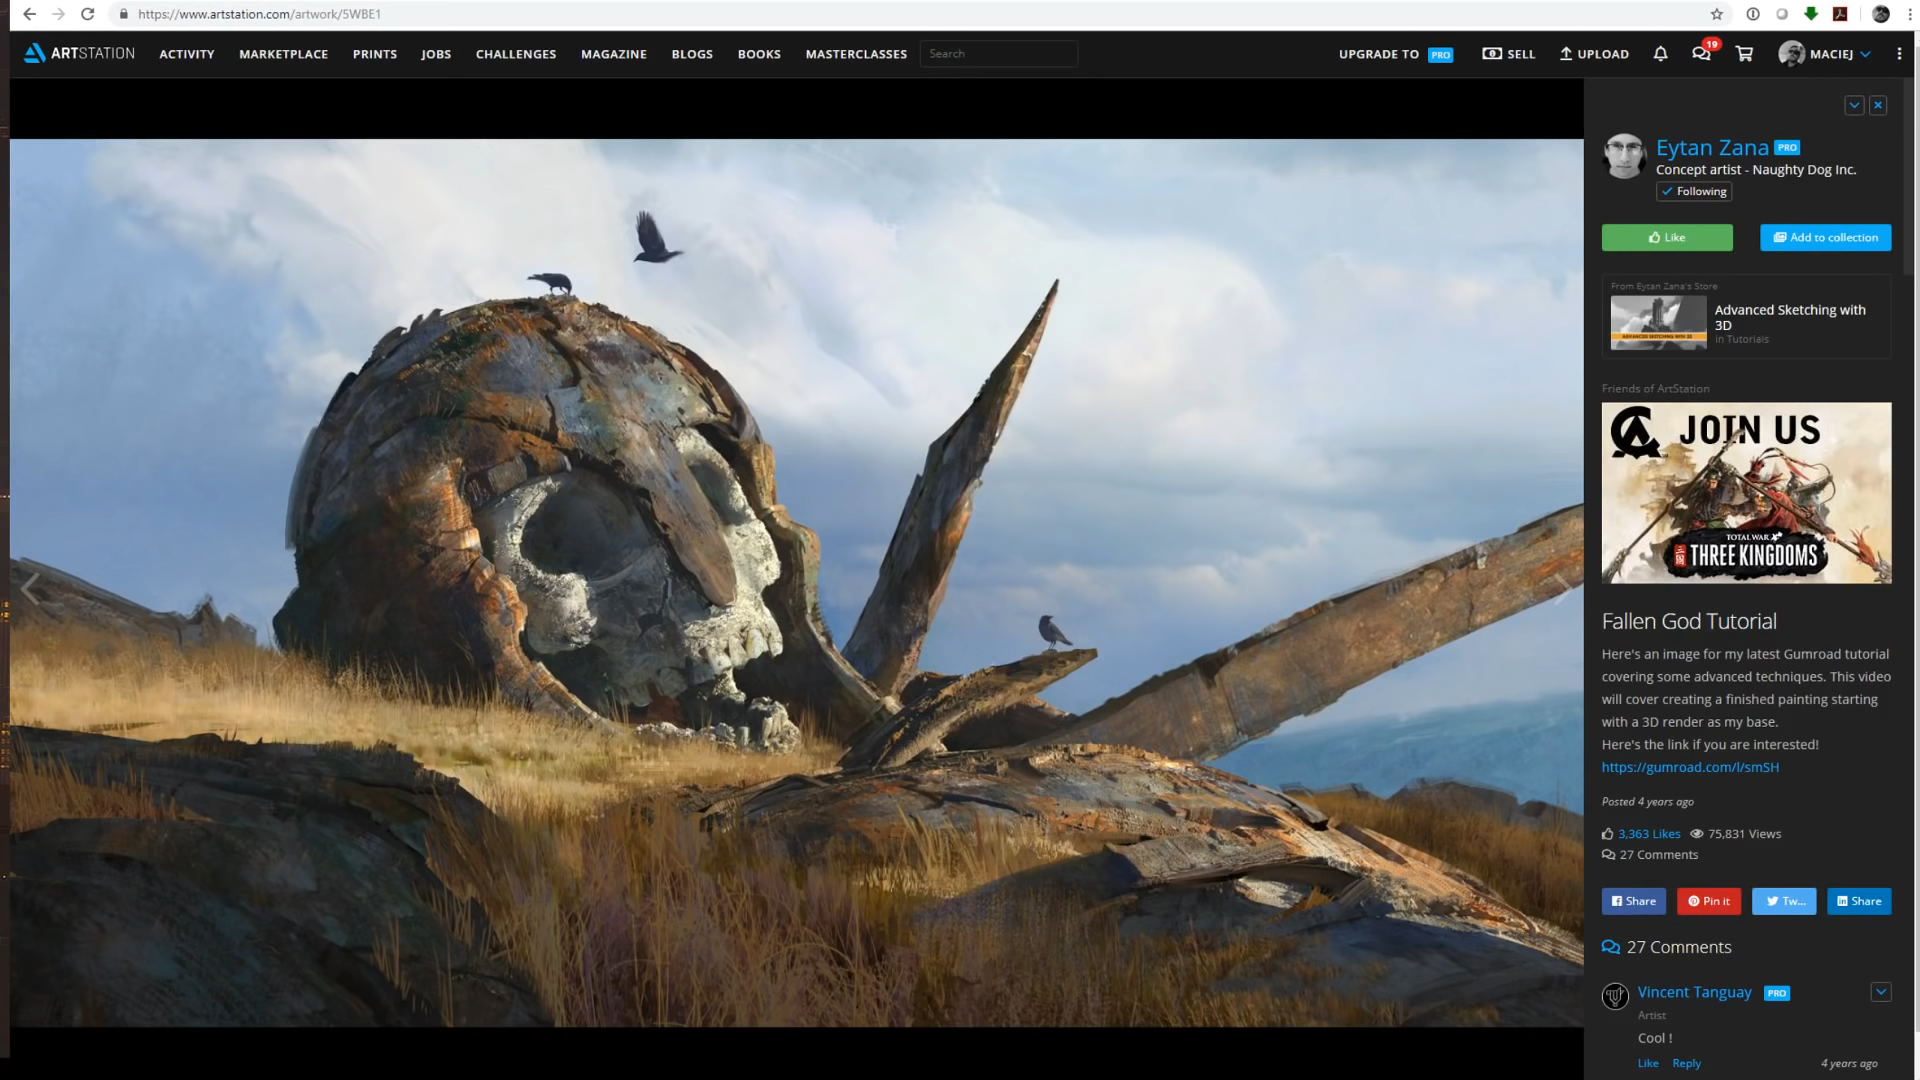 https://www.artstation.com/artwork/5WBE1
ARTSTATION ACTIVITY MARKETPLACE PRINTS JOBS CHALLENGES MAGAZINE BLOGS BOOKS MASTERCLASSES Search UPGRADE TO PRO SELL UPLOAD 19 MACIEJ
Eytan Zana PRO
Concept artist - Naughty Dog Inc.
Following
Like Add to collection
From Eytan Zana's Store
Advanced Sketching with
3D
in Tutorials
ADVANCED SKETCHING WITH 3D
Friends of ArtStation
JOIN US
TOTAL WAR
三国
THREE KINGDOMS
Fallen God Tutorial
Here's an image for my latest Gumroad tutorial
covering some advanced techniques. This video
will cover creating a finished painting starting
with a 3D render as my base.
Here's the link if you are interested!
https://gumroad.com/l/smSH
Posted 4 years ago
3,363 Likes 75,831 Views
27 Comments
Share Pin it Tw... Share
27 Comments
Vincent Tanguay PRO
Artist
Cool !
Like Reply 4 years ago